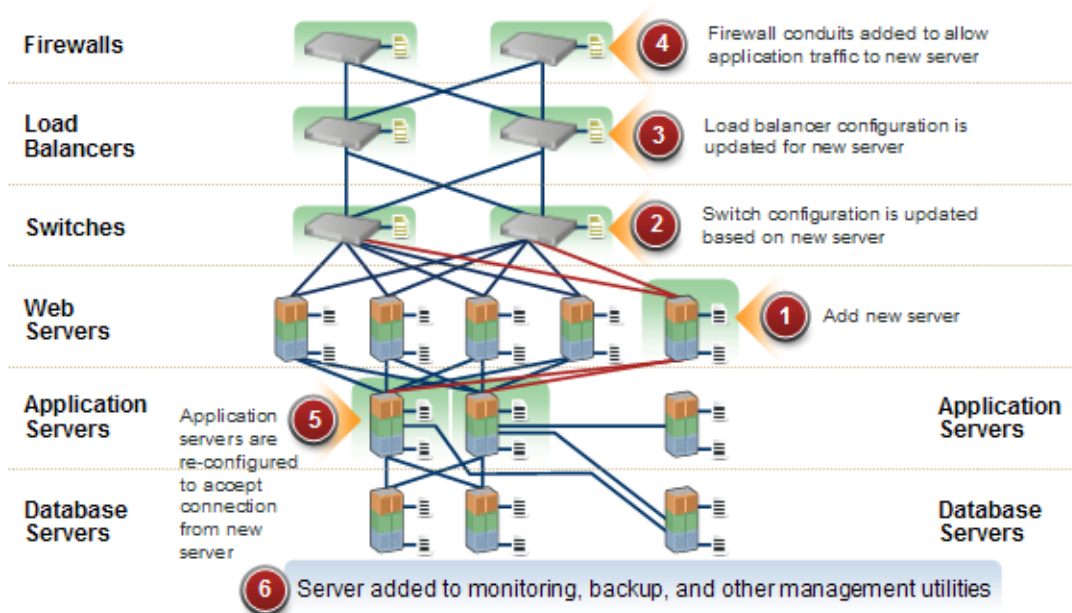 Firewalls
4
Firewall conduits added to allow
application traffic to new server
Load
Balancers
3
Load balancer configuration is
updated for new server
Switches
2
Switch configuration is updated
based on new server
Web
Servers
1
Add new server
Application
Servers
5
Application
servers are
re-configured
to accept
connection
from new
server
Application
Servers
Database
Servers
Database
Servers
6
Server added to monitoring, backup, and other management utilities